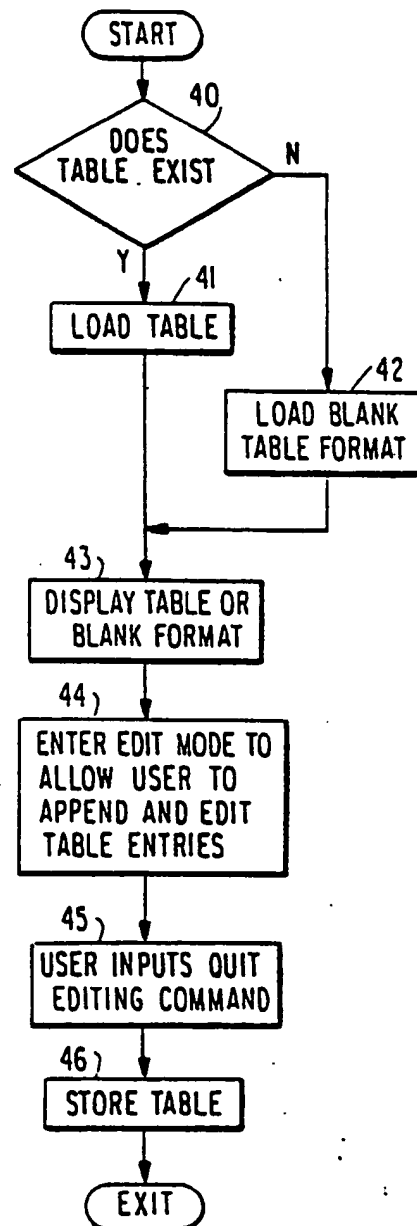 START
40
DOES
TABLE EXIST
N
Y
41
LOAD TABLE
42
LOAD BLANK
TABLE FORMAT
43
DISPLAY TABLE OR
BLANK FORMAT
44
ENTER EDIT MODE TO
ALLOW USER TO
APPEND AND EDIT
TABLE ENTRIES
45
USER INPUTS QUIT
EDITING COMMAND
46
STORE TABLE
EXIT